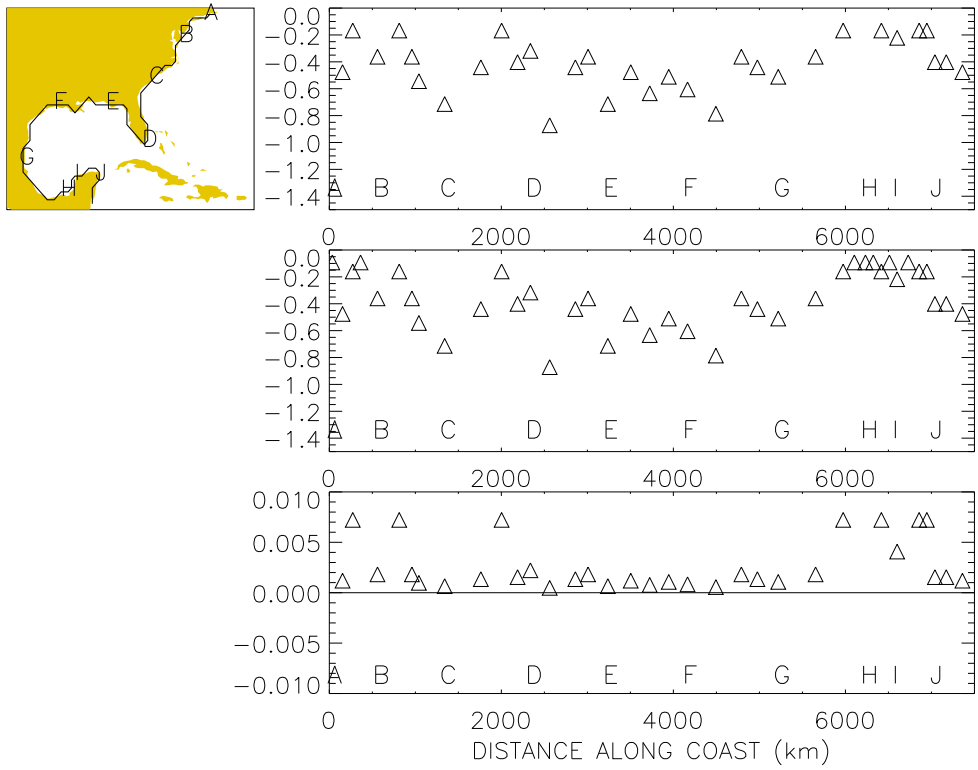 A
B
C
F E
D
G
I J
H
0.0
−0.2
−0.4
−0.6
−0.8
−1.0
−1.2
−1.4
A B C D E F G H I J
0 2000 4000 6000
0.0
−0.2
−0.4
−0.6
−0.8
−1.0
−1.2
−1.4
A B C D E F G H I J
0 2000 4000 6000
0.010
0.005
0.000
−0.005
−0.010
A B C D E F G H I J
0 2000 4000 6000
DISTANCE ALONG COAST (km)